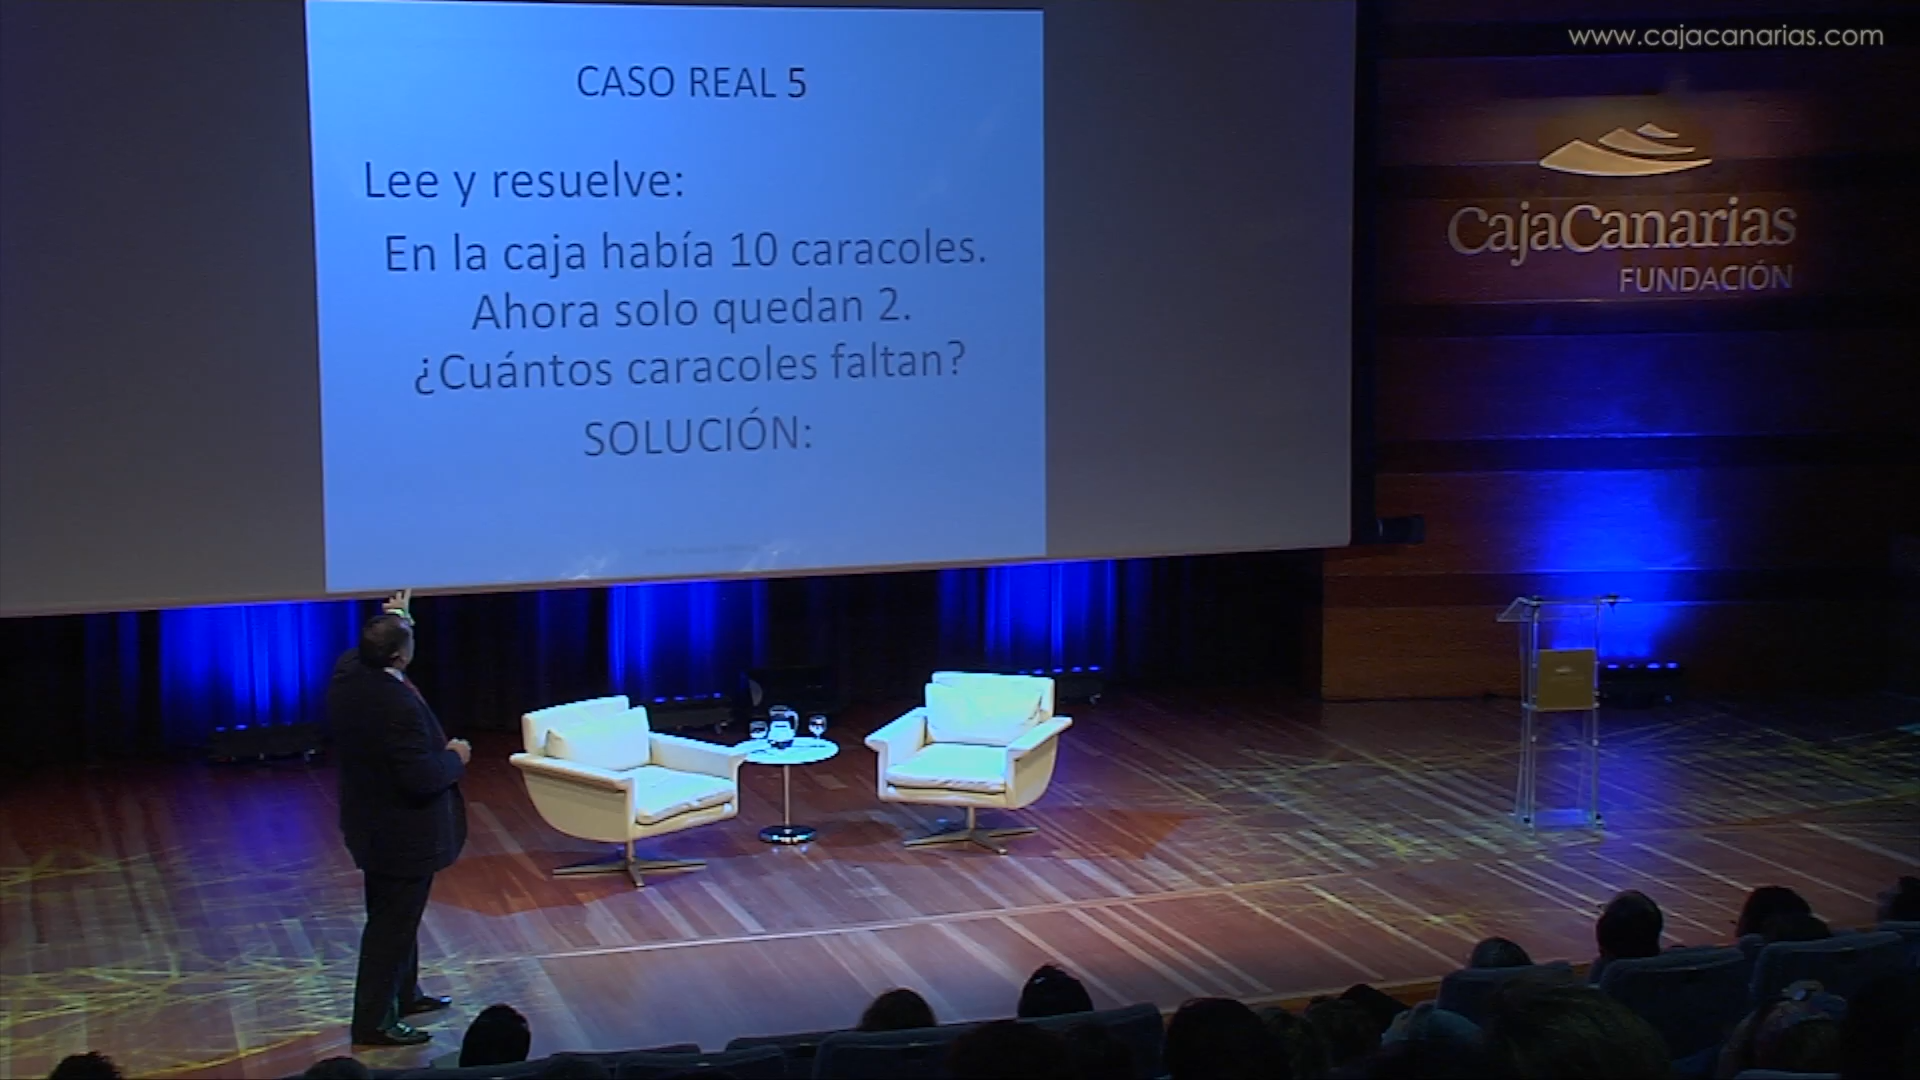 www.cajacanarias.com
CASO REAL 5
Lee y resuelve:
En la caja había 10 caracoles.
Ahora solo quedan 2.
¿Cuántos caracoles faltan?
SOLUCIÓN:
CajaCanarias
FUNDACIÓN